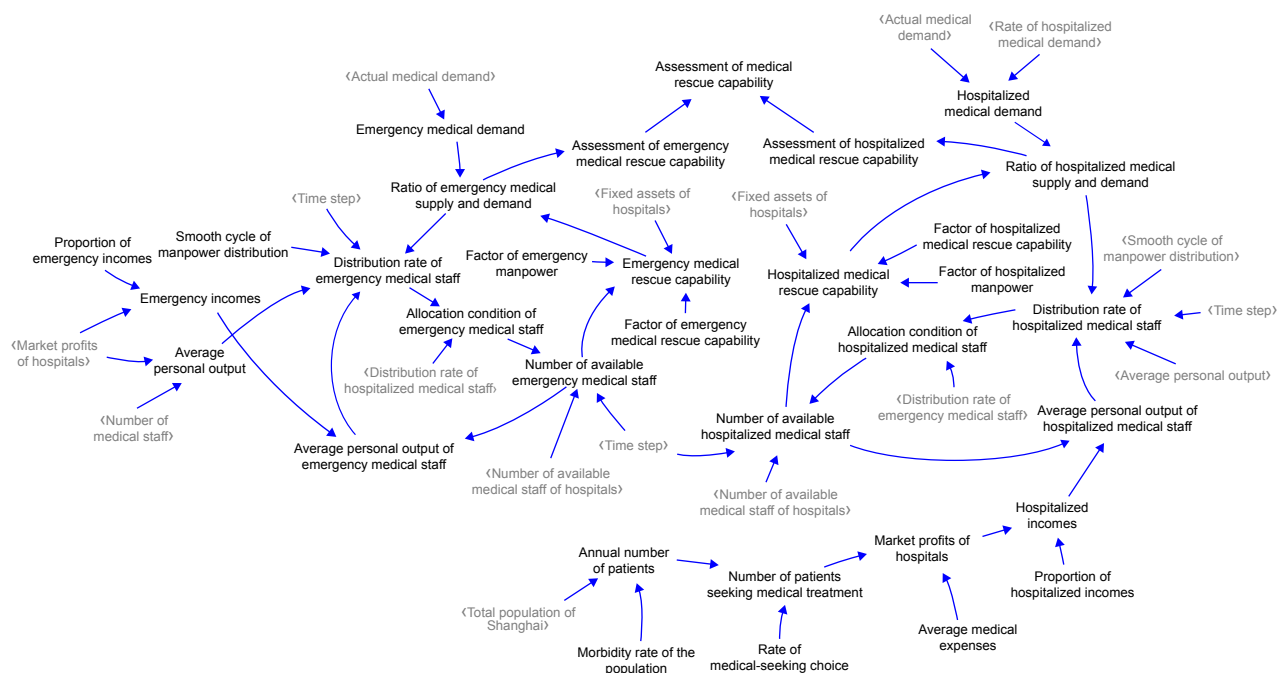 ‹Actual medical
demand›
‹Rate of
hospitalized
medical demand›
Assessment of medical
rescue capability
‹Actual medical demand›
Hospitalized
medical demand
Emergency medical demand
Assessment of emergency
medical rescue capability
Assessment of hospitalized
medical rescue capability
Ratio of hospitalized medical
supply and demand
Ratio of emergency medical
supply and demand
‹Time step›
‹Fixed assets of
hospitals›
‹Fixed assets of
hospitals›
Proportion of
emergency incomes
Smooth cycle of
manpower distribution
Distribution rate of
emergency medical staff
Factor of emergency
manpower
Emergency medical
rescue capability
Hospitalized medical
rescue capability
Factor of hospitalized
medical rescue capability
Factor of hospitalized
manpower
‹Smooth cycle of
manpower distribution›
Emergency incomes
Allocation condition of
emergency medical staff
Factor of emergency
medical rescue capability
Allocation condition
of hospitalized medical staff
Distribution rate of
hospitalized medical staff
‹Time step›
‹Market profits
of hospitals›
Average
personal output
‹Distribution rate of
hospitalized medical staff›
Number of available
emergency medical staff
‹Average personal output›
‹Number of
medical staff›
‹Distribution rate of
emergency medical staff›
Number of available
hospitalized medical staff
Average personal output of
hospitalized medical staff
Average personal output of
emergency medical staff
‹Time step›
‹Number of available
medical staff of hospitals›
‹Number of available
medical staff of hospitals›
Hospitalized
incomes
Market profits of
hospitals
Annual number
of patients
Number of patients
seeking medical treatment
Proportion of
hospitalized incomes
‹Total population of
Shanghai›
Average medical
expenses
Morbidity rate of the
population
Rate of
medical-seeking choice